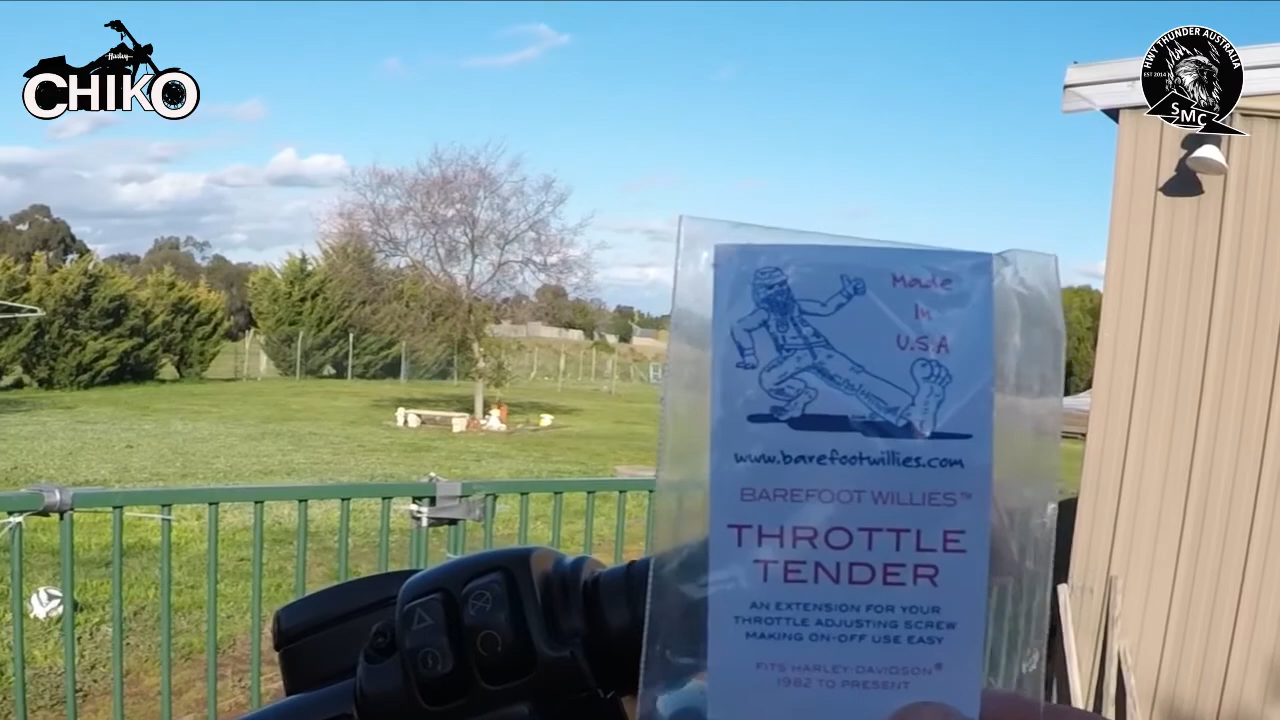 Harley
CHIKO
HWY THUNDER AUSTRALIA
EST 2014
SMC
Made
In
U.S.A
www.barefootwillies.com
BAREFOOT WILLIES™
THROTTLE
TENDER
AN EXTENSION FOR YOUR
THROTTLE ADJUSTING SCREW
MAKING ON-OFF USE EASY
FITS HARLEY-DAVIDSON®
1982 TO PRESENT